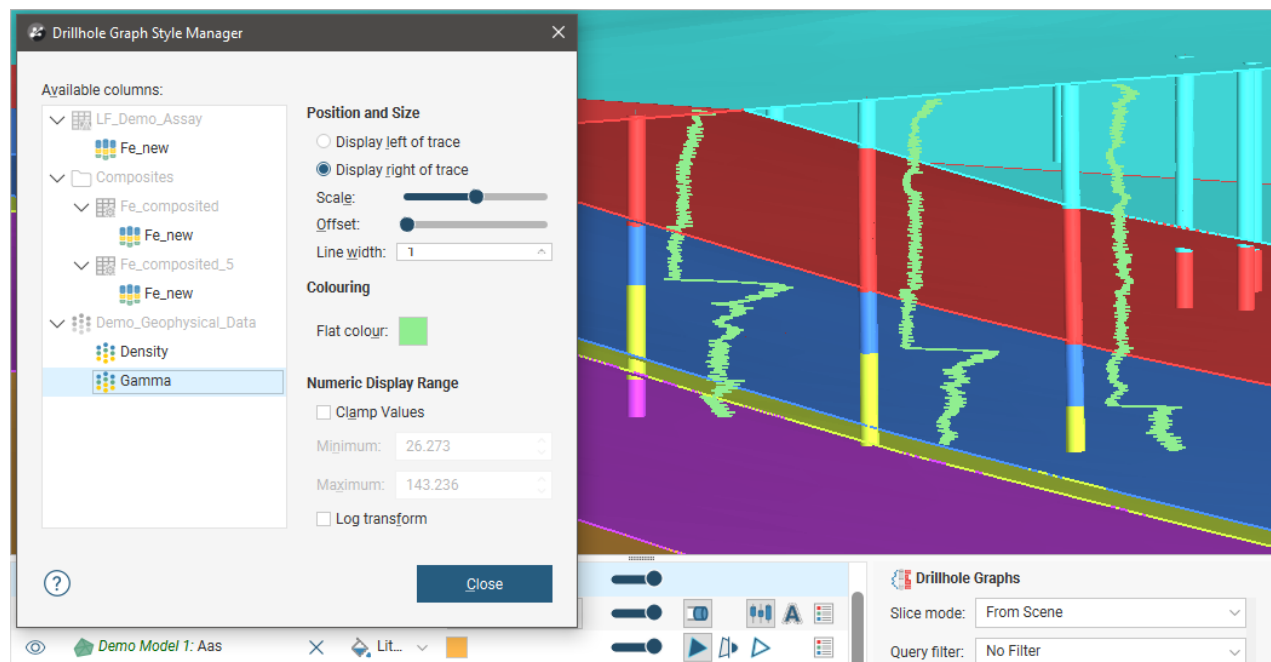 Drillhole Graph Style Manager
Available columns:
LF_Demo_Assay
Fe_new
Composites
Fe_composited
Fe_new
Fe_composited_5
Fe_new
Demo_Geophysical_Data
Density
Gamma
Position and Size
Display left of trace
Display right of trace
Scale:
Offset:
Line width: 1
Colouring
Flat colour:
Numeric Display Range
Clamp Values
Minimum: 26.273
Maximum: 143.236
Log transform
?
Close
A
Demo Model 1: Aas
Lit...
Drillhole Graphs
Slice mode: From Scene
Query filter: No Filter